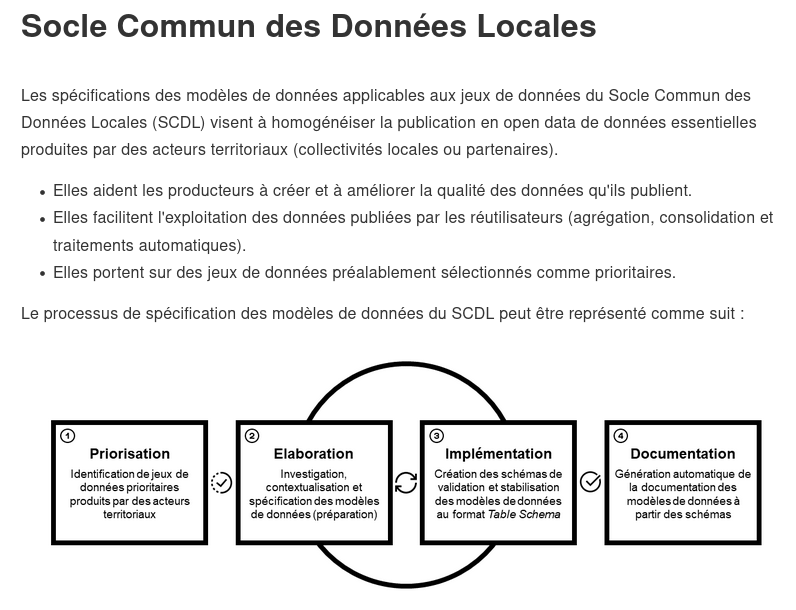 Socle Commun des Données Locales
Les spécifications des modèles de données applicables aux jeux de données du Socle Commun des
Données Locales (SCDL) visent à homogénéiser la publication en open data de données essentielles
produites par des acteurs territoriaux (collectivités locales ou partenaires).
• Elles aident les producteurs à créer et à améliorer la qualité des données qu'ils publient.
• Elles facilitent l'exploitation des données publiées par les réutilisateurs (agrégation, consolidation et
traitements automatiques).
• Elles portent sur des jeux de données préalablement sélectionnés comme prioritaires.
Le processus de spécification des modèles de données du SCDL peut être représenté comme suit :
1
Priorisation
Identification de jeux de
données prioritaires
produits par des acteurs
territoriaux
2
Elaboration
Investigation,
contextualisation et
spécification des modèles
de données (préparation)
3
Implémentation
Création des schémas de
validation et stabilisation
des modèles de données
au format Table Schema
4
Documentation
Génération automatique de
la documentation des
modèles de données à
partir des schémas